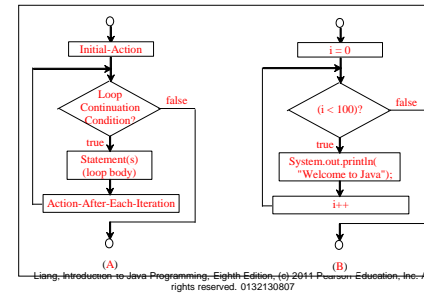 Initial-Action
Loop
Continuation
Condition?
false
true
Statement(s)
(loop body)
Action-After-Each-Iteration
(A)
i = 0
(i < 100)?
false
true
System.out.println(
"Welcome to Java");
i++
(B)
Liang, Introduction to Java Programming, Eighth Edition, (c) 2011 Pearson Education, Inc. A
rights reserved. 0132130807